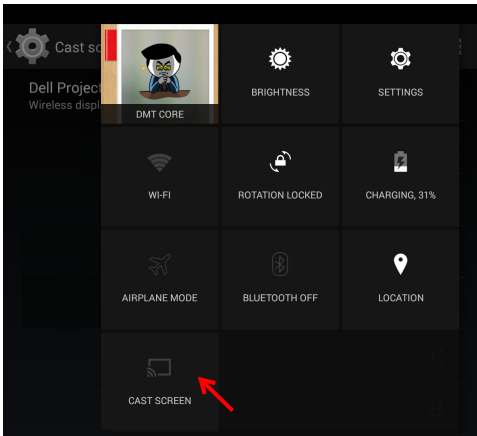 Cast sc
Dell Project
Wireless displ
DMT CORE
BRIGHTNESS
SETTINGS
WI-FI
ROTATION LOCKED
CHARGING, 31%
AIRPLANE MODE
BLUETOOTH OFF
LOCATION
CAST SCREEN